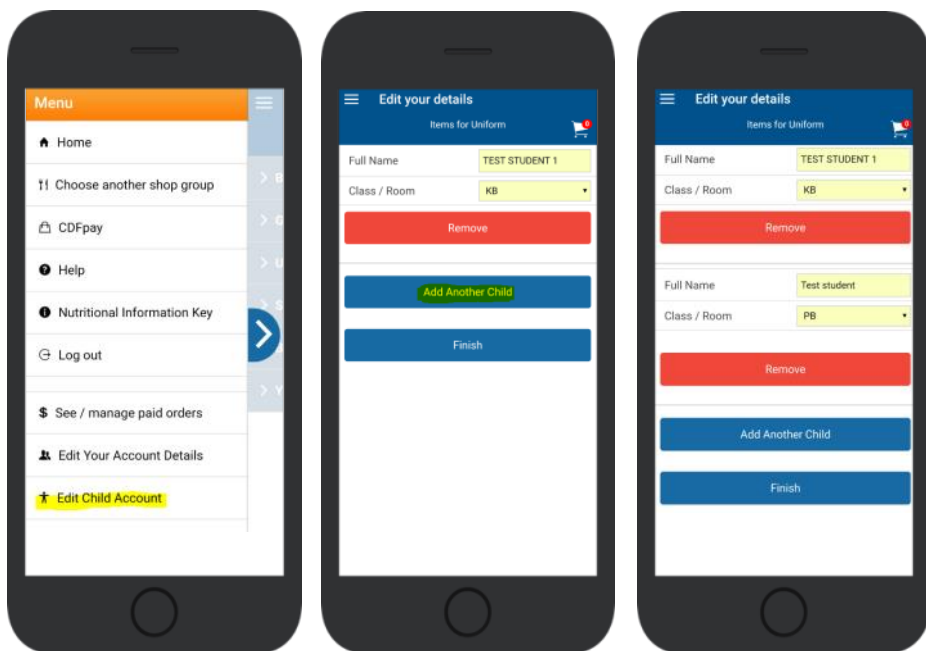 Menu
Home
Choose another shop group
CDFpay
Help
Nutritional Information Key
Log out
$ See / manage paid orders
Edit Your Account Details
Edit Child Account
B
G
U
S
Y
Edit your details
Items for Uniform
0
Full Name TEST STUDENT 1
Class / Room KB
Remove
Add Another Child
Finish
Edit your details
Items for Uniform
0
Full Name TEST STUDENT 1
Class / Room KB
Remove
Full Name Test student
Class / Room PB
Remove
Add Another Child
Finish